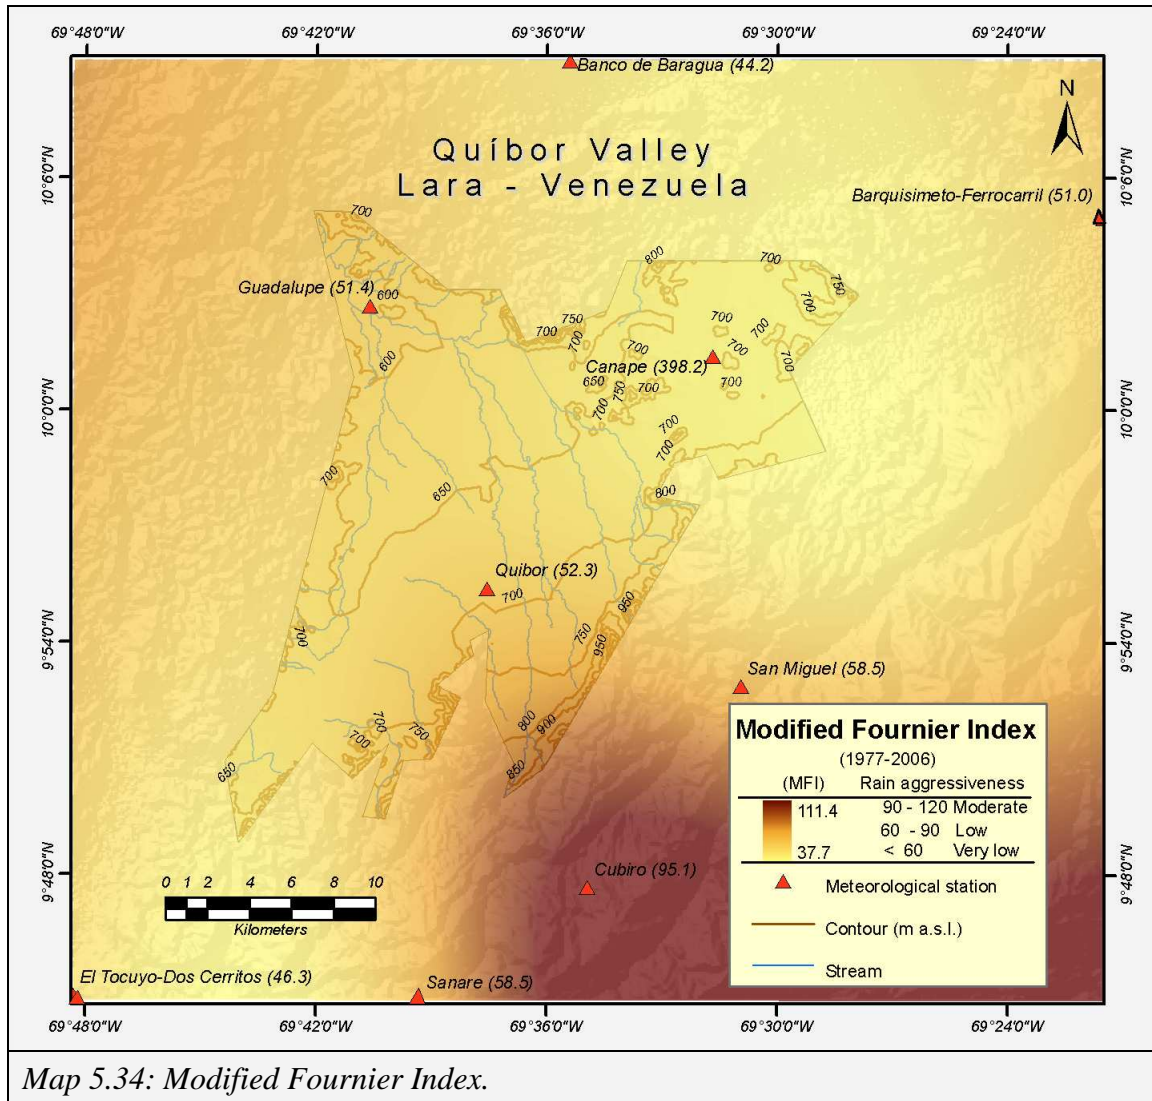 69°48'0"W 69°42'0"W 69°36'0"W 69°30'0"W 69°24'0"W
Banco de Baragua (44.2)
N
Quíbor Valley
Lara - Venezuela
10°6'0"N 10°6'0"N
Barquisimeto-Ferrocarril (51.0)
700
800 700
Guadalupe (51.4) 600 750
700
750 700
700 700 700 700
600 Canape (398.2) 700 700
650 750 700 700
10°0'0"N 10°0'0"N
700
700
700
700 650 800
Quibor (52.3)
700 950
9°54'0"N 700 750 950 9°54'0"N
San Miguel (58.5)
700 800 900
700 750
650 850
Modified Fournier Index
(1977-2006)
(MFI) Rain aggressiveness
111.4 90 - 120 Moderate
60 - 90 Low
37.7 < 60 Very low
Meteorological station
Contour (m a.s.l.)
Stream
9°48'0"N 9°48'0"N
Cubiro (95.1)
0 1 2 4 6 8 10
Kilometers
El Tocuyo-Dos Cerritos (46.3) Sanare (58.5)
69°48'0"W 69°42'0"W 69°36'0"W 69°30'0"W 69°24'0"W
Map 5.34: Modified Fournier Index.